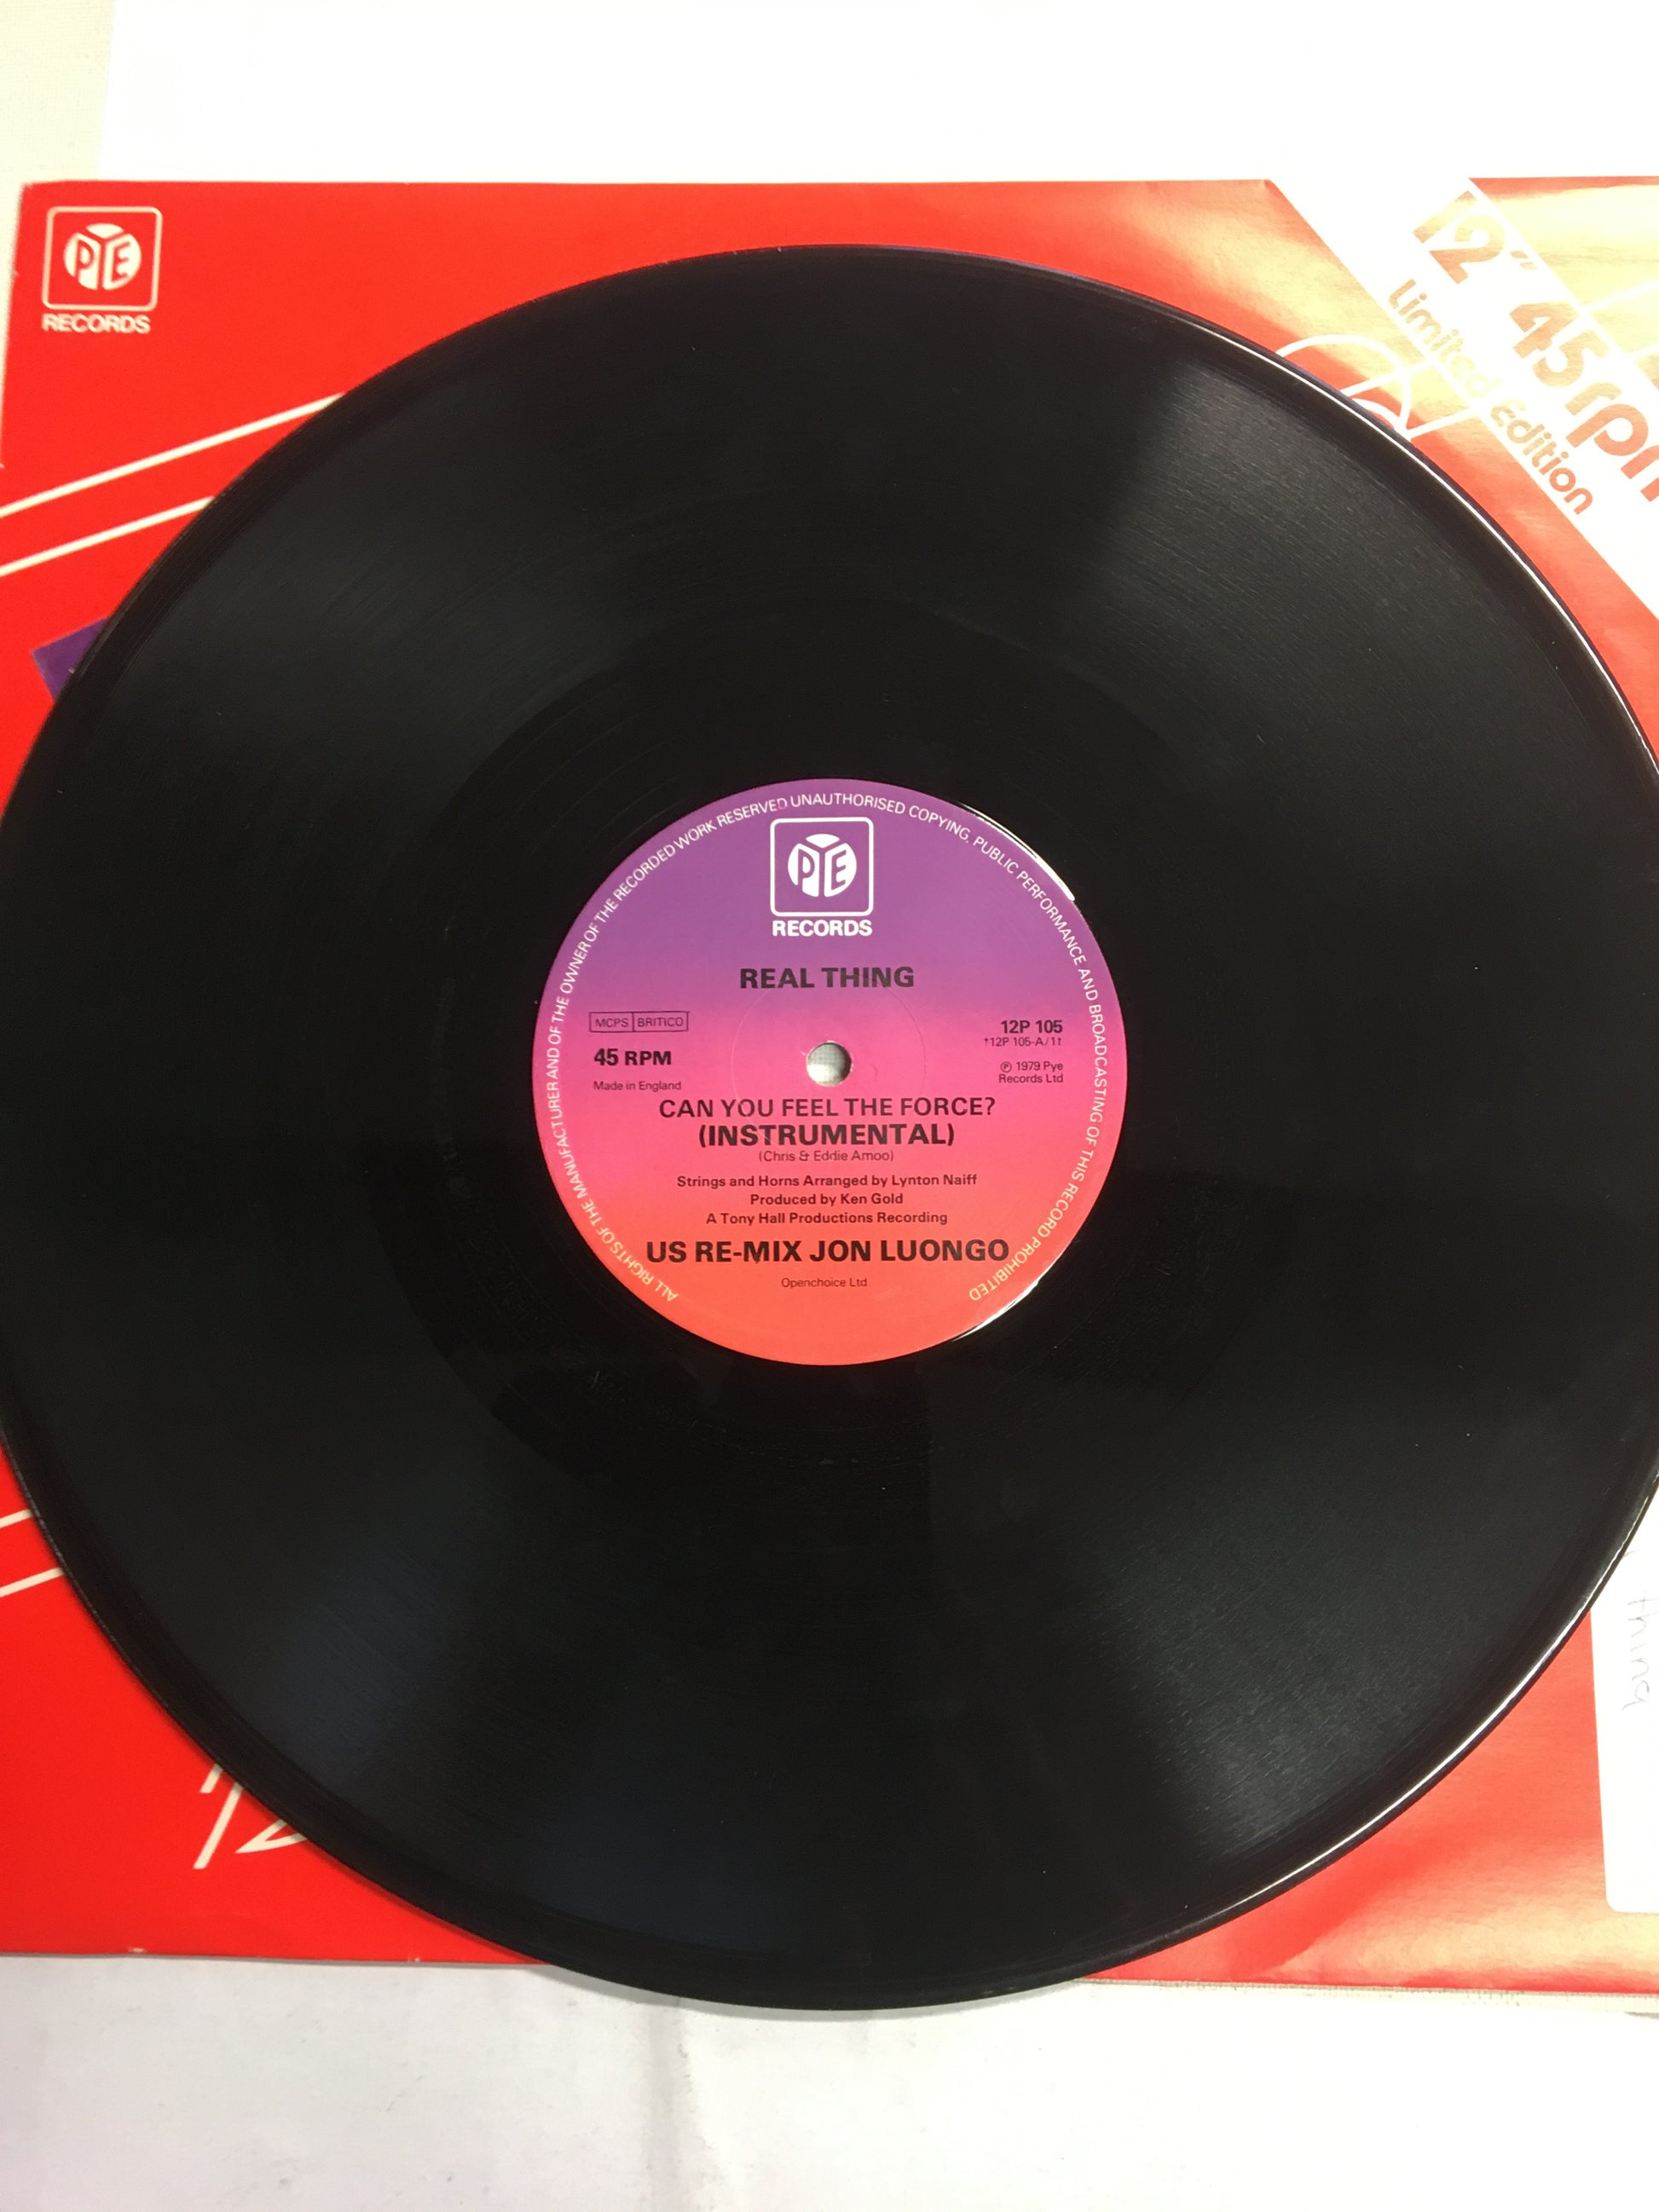 PYE
RECORDS
12" 45rpm
Limited Edition
ALL RIGHTS OF THE MANUFACTURER AND OF THE OWNER OF THE RECORDED WORK RESERVED UNAUTHORISED COPYING, PUBLIC PERFORMANCE AND BROADCASTING OF THIS RECORD PROHIBITED
PYE
RECORDS
REAL THING
MCPS BRITICO
12P 105
†12P 105-A/1†
45 RPM
℗ 1979 Pye
Records Ltd
Made in England
CAN YOU FEEL THE FORCE?
(INSTRUMENTAL)
(Chris & Eddie Amoo)
Strings and Horns Arranged by Lynton Naiff
Produced by Ken Gold
A Tony Hall Productions Recording
US RE-MIX JON LUONGO
Openchoice Ltd
thing